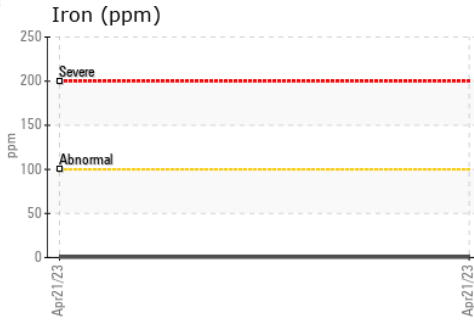 Iron (ppm)
250
Severe
200
150
ppm
Abnormal
100
50
0
Apr21/23
Apr21/23